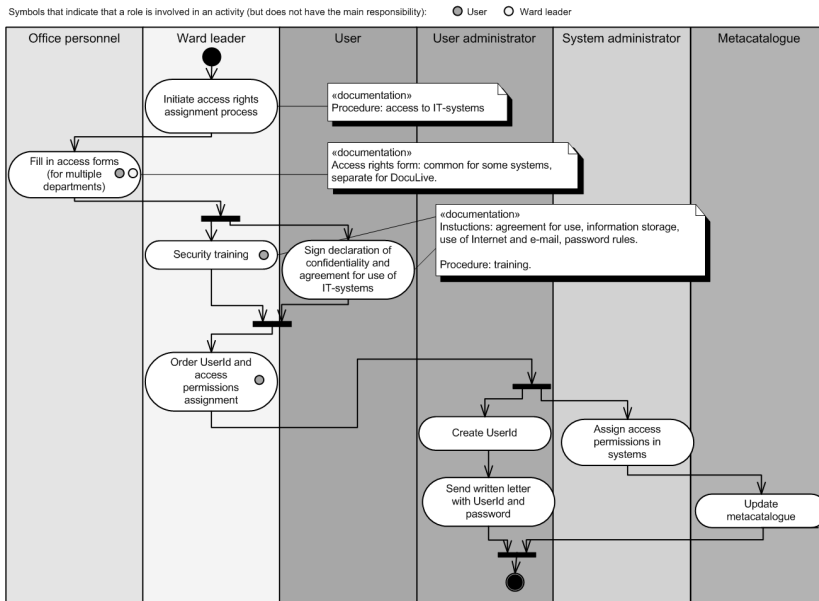 Symbols that indicate that a role is involved in an activity (but does not have the main responsibility): User Ward leader
Office personnel Ward leader User User administrator System administrator Metacatalogue
Initiate access rights
assignment process
«documentation»
Procedure: access to IT-systems
Fill in access forms
(for multiple
departments)
«documentation»
Access rights form: common for some systems,
separate for DocuLive.
«documentation»
Instuctions: agreement for use, information storage,
use of Internet and e-mail, password rules.
Procedure: training.
Security training
Sign declaration of
confidentiality and
agreement for use of
IT-systems
Order UserId and
access
permissions
assignment
Create UserId
Assign access
permissions in
systems
Send written letter
with UserId and
password
Update
metacatalogue